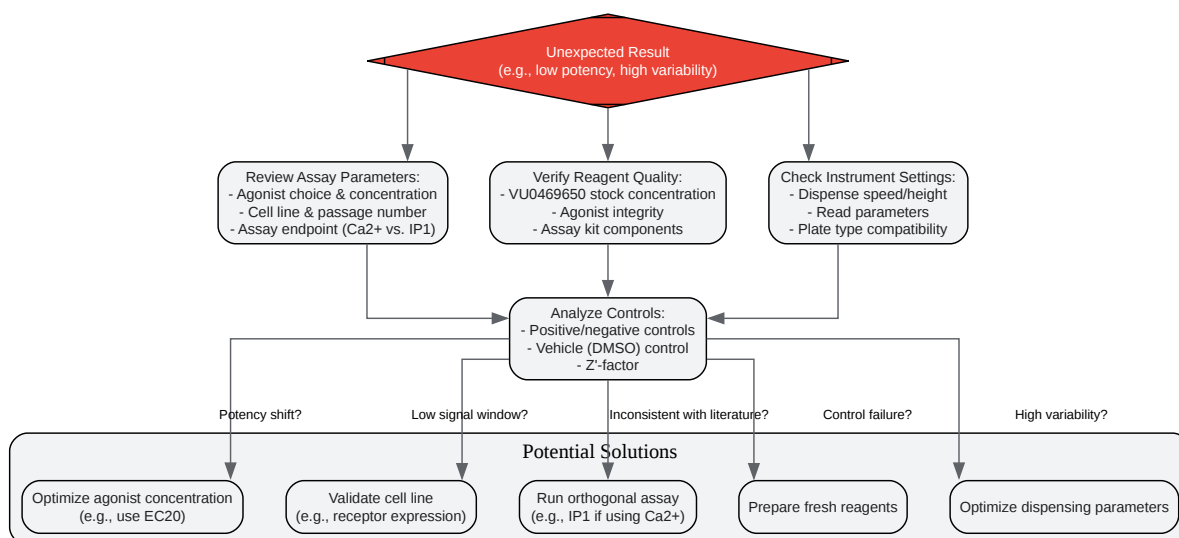 Unexpected Result
(e.g., low potency, high variability)
Review Assay Parameters:
- Agonist choice & concentration
- Cell line & passage number
- Assay endpoint (Ca2+ vs. IP1)
Verify Reagent Quality:
- VU0469650 stock concentration
- Agonist integrity
- Assay kit components
Check Instrument Settings:
- Dispense speed/height
- Read parameters
- Plate type compatibility
Analyze Controls:
- Positive/negative controls
- Vehicle (DMSO) control
- Z'-factor
Potency shift?
Low signal window?
Inconsistent with literature?
Control failure?
High variability?
Potential Solutions
Optimize agonist concentration
(e.g., use EC20)
Validate cell line
(e.g., receptor expression)
Run orthogonal assay
(e.g., IP1 if using Ca2+)
Prepare fresh reagents
Optimize dispensing parameters